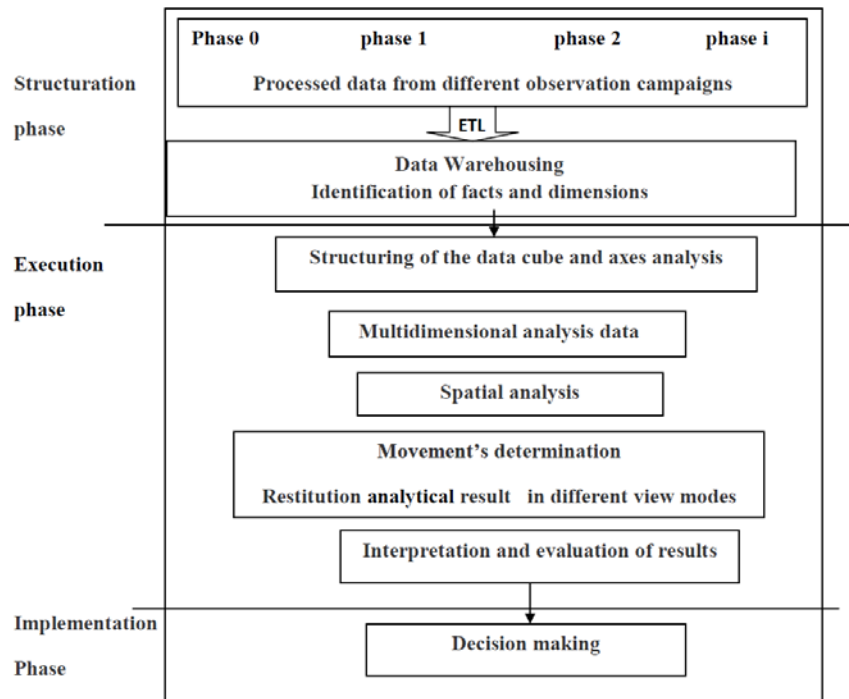 Phase 0 phase 1 phase 2 phase i
Structuration
phase
Processed data from different observation campaigns
ETL
Data Warehousing
Identification of facts and dimensions
Execution
phase
Structuring of the data cube and axes analysis
Multidimensional analysis data
Spatial analysis
Movement's determination
Restitution analytical result in different view modes
Interpretation and evaluation of results
Implementation
Phase
Decision making